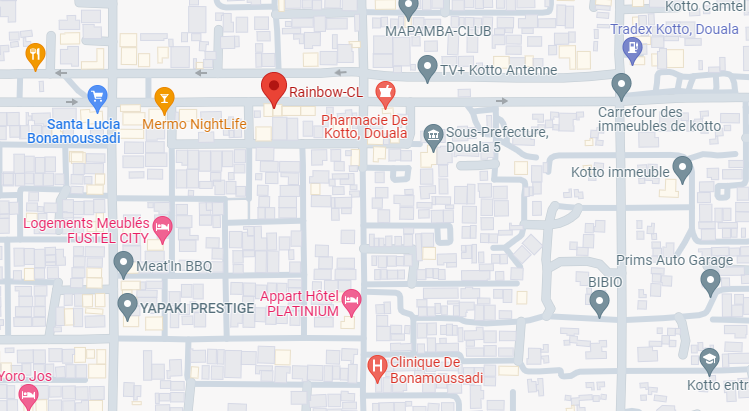 Kotto Camtel
MAPAMBA-CLUB
Tradex Kotto, Douala
TV+ Kotto Antenne
Rainbow-CL
Santa Lucia
Bonamoussadi
Mermo NightLife
Pharmacie De
Kotto, Douala
Carrefour des
immeubles de kotto
Sous-Prefecture,
Douala 5
Kotto immeuble
Logements Meublés
FUSTEL CITY
Meat'In BBQ
Prims Auto Garage
BIBIO
Appart Hôtel
PLATINIUM
YAPAKI PRESTIGE
Clinique De
Bonamoussadi
Yoro Jos
Kotto entr